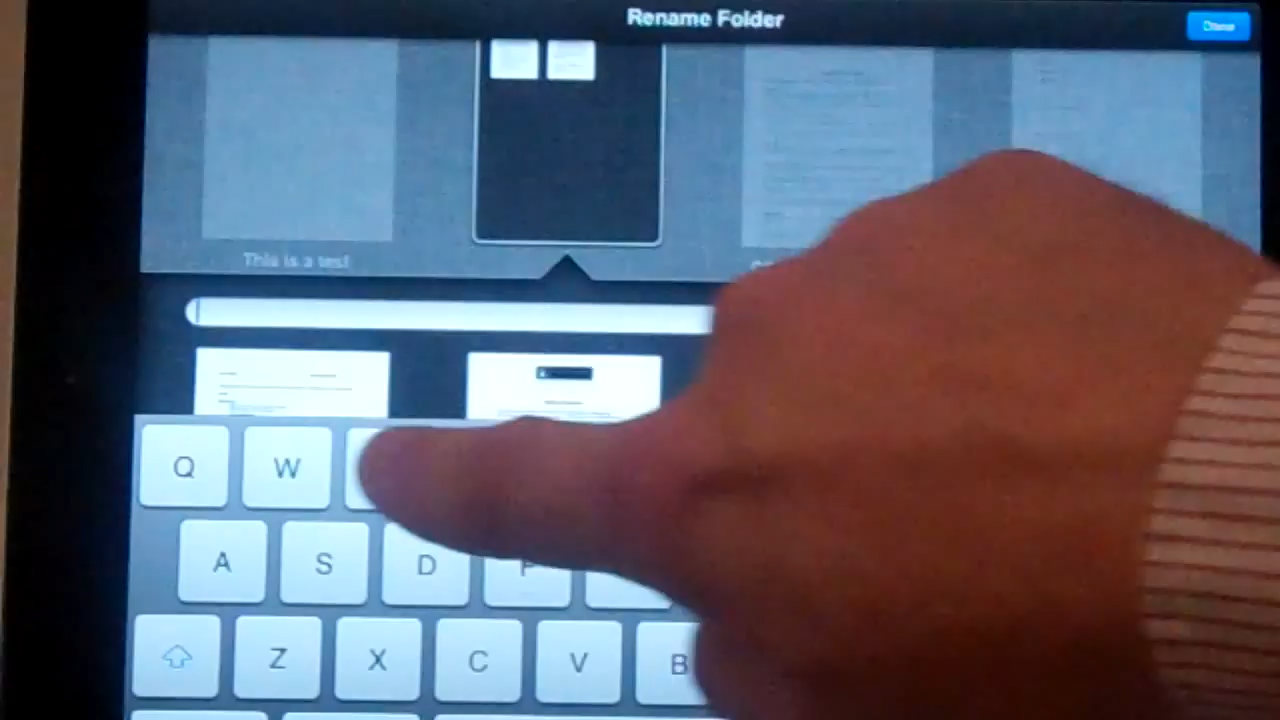 Rename Folder
Done
This is a test
Q W
A S D F
Z X C V B